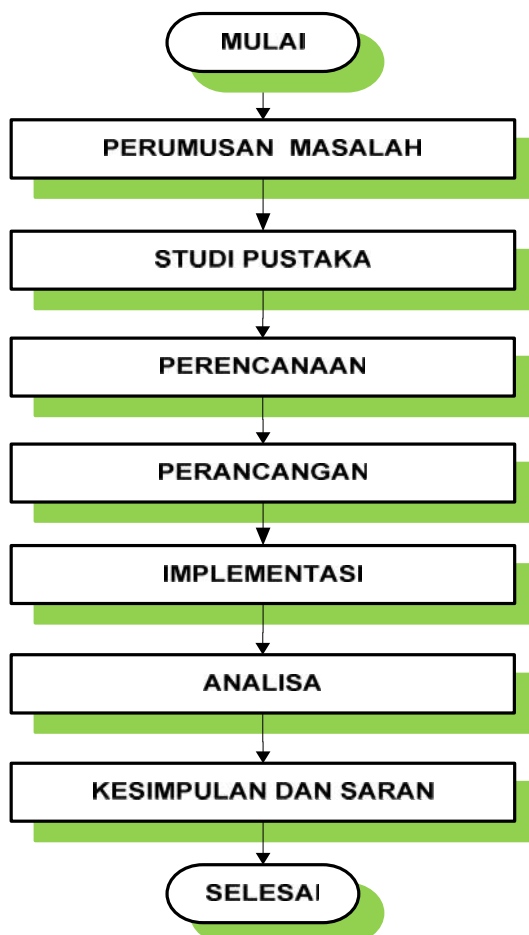 MULAI
PERUMUSAN MASALAH
STUDI PUSTAKA
PERENCANAAN
PERANCANGAN
IMPLEMENTASI
ANALISA
KESIMPULAN DAN SARAN
SELESAI